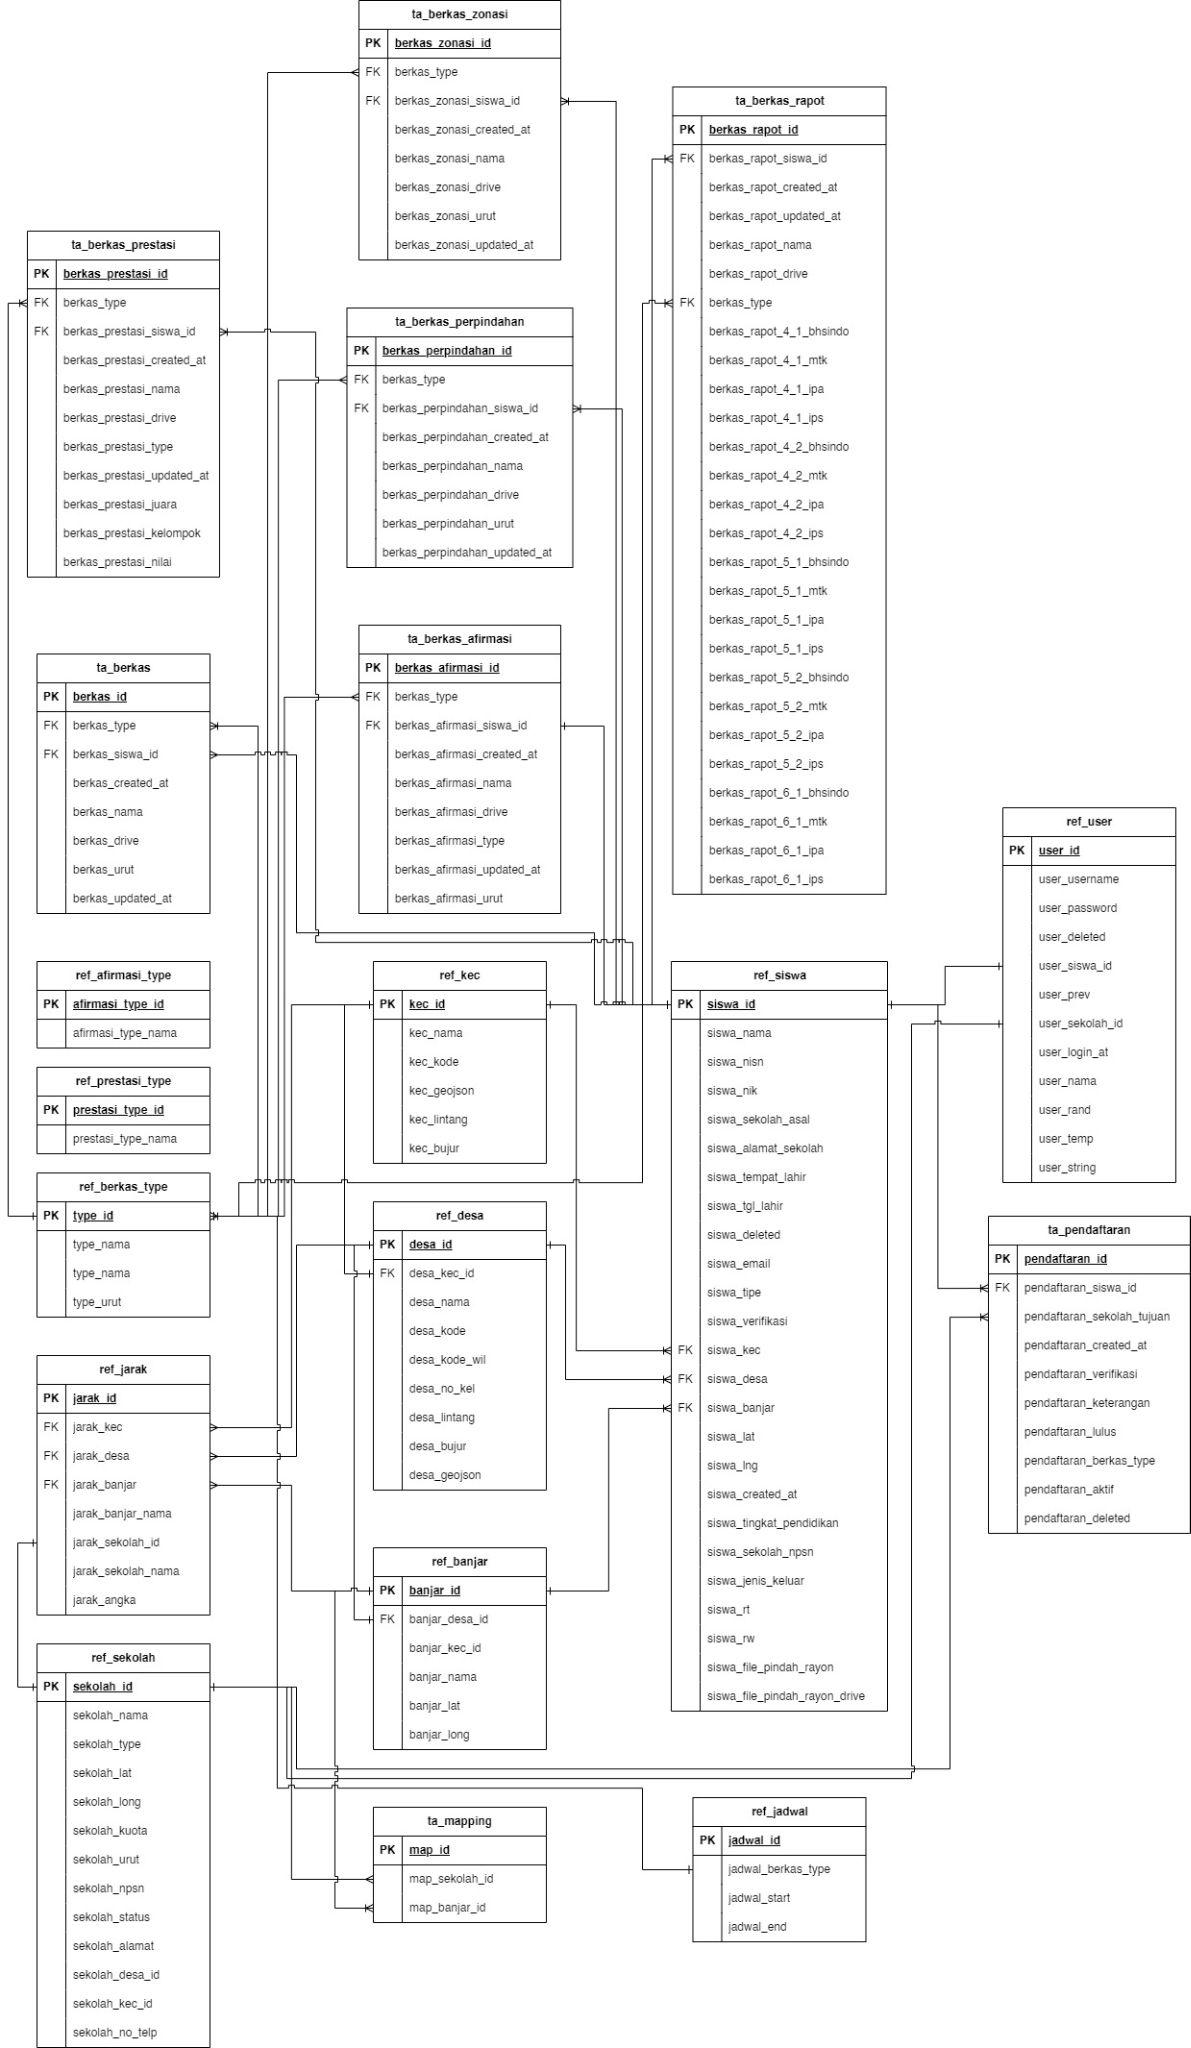 ta_berkas_zonasi
PK berkas_zonasi_id
FK berkas_type
FK berkas_zonasi_siswa_id
berkas_zonasi_created_at
berkas_zonasi_nama
berkas_zonasi_drive
berkas_zonasi_urut
berkas_zonasi_updated_at
ta_berkas_rapot
PK berkas_rapot_id
FK berkas_rapot_siswa_id
berkas_rapot_created_at
berkas_rapot_updated_at
berkas_rapot_nama
berkas_rapot_drive
FK berkas_type
berkas_rapot_4_1_bhsindo
berkas_rapot_4_1_mtk
berkas_rapot_4_1_ipa
berkas_rapot_4_1_ips
berkas_rapot_4_2_bhsindo
berkas_rapot_4_2_mtk
berkas_rapot_4_2_ipa
berkas_rapot_4_2_ips
berkas_rapot_5_1_bhsindo
berkas_rapot_5_1_mtk
berkas_rapot_5_1_ipa
berkas_rapot_5_1_ips
berkas_rapot_5_2_bhsindo
berkas_rapot_5_2_mtk
berkas_rapot_5_2_ipa
berkas_rapot_5_2_ips
berkas_rapot_6_1_bhsindo
berkas_rapot_6_1_mtk
berkas_rapot_6_1_ipa
berkas_rapot_6_1_ips
ta_berkas_prestasi
PK berkas_prestasi_id
FK berkas_type
FK berkas_prestasi_siswa_id
berkas_prestasi_created_at
berkas_prestasi_nama
berkas_prestasi_drive
berkas_prestasi_type
berkas_prestasi_updated_at
berkas_prestasi_juara
berkas_prestasi_kelompok
berkas_prestasi_nilai
ta_berkas_perpindahan
PK berkas_perpindahan_id
FK berkas_type
FK berkas_perpindahan_siswa_id
berkas_perpindahan_created_at
berkas_perpindahan_nama
berkas_perpindahan_drive
berkas_perpindahan_urut
berkas_perpindahan_updated_at
ta_berkas
PK berkas_id
FK berkas_type
FK berkas_siswa_id
berkas_created_at
berkas_nama
berkas_drive
berkas_urut
berkas_updated_at
ta_berkas_afirmasi
PK berkas_afirmasi_id
FK berkas_type
FK berkas_afirmasi_siswa_id
berkas_afirmasi_created_at
berkas_afirmasi_nama
berkas_afirmasi_drive
berkas_afirmasi_type
berkas_afirmasi_updated_at
berkas_afirmasi_urut
ref_user
PK user_id
user_username
user_password
user_deleted
user_siswa_id
user_prev
user_sekolah_id
user_login_at
user_nama
user_rand
user_temp
user_string
ref_afirmasi_type
PK afirmasi_type_id
afirmasi_type_nama
ref_prestasi_type
PK prestasi_type_id
prestasi_type_nama
ref_berkas_type
PK type_id
type_nama
type_nama
type_urut
ref_kec
PK kec_id
kec_nama
kec_kode
kec_geojson
kec_lintang
kec_bujur
ref_siswa
PK siswa_id
siswa_nama
siswa_nisn
siswa_nik
siswa_sekolah_asal
siswa_alamat_sekolah
siswa_tempat_lahir
siswa_tgl_lahir
siswa_deleted
siswa_email
siswa_tipe
siswa_verifikasi
FK siswa_kec
FK siswa_desa
FK siswa_banjar
siswa_lat
siswa_lng
siswa_created_at
siswa_tingkat_pendidikan
siswa_sekolah_npsn
siswa_jenis_keluar
siswa_rt
siswa_rw
siswa_file_pindah_rayon
siswa_file_pindah_rayon_drive
ref_desa
PK desa_id
FK desa_kec_id
desa_nama
desa_kode
desa_kode_wil
desa_no_kel
desa_lintang
desa_bujur
desa_geojson
ta_pendaftaran
PK pendaftaran_id
FK pendaftaran_siswa_id
pendaftaran_sekolah_tujuan
pendaftaran_created_at
pendaftaran_verifikasi
pendaftaran_keterangan
pendaftaran_lulus
pendaftaran_berkas_type
pendaftaran_aktif
pendaftaran_deleted
ref_jarak
PK jarak_id
FK jarak_kec
FK jarak_desa
FK jarak_banjar
jarak_banjar_nama
jarak_sekolah_id
jarak_sekolah_nama
jarak_angka
ref_banjar
PK banjar_id
FK banjar_desa_id
banjar_kec_id
banjar_nama
banjar_lat
banjar_long
ref_sekolah
PK sekolah_id
sekolah_nama
sekolah_type
sekolah_lat
sekolah_long
sekolah_kuota
sekolah_urut
sekolah_npsn
sekolah_status
sekolah_alamat
sekolah_desa_id
sekolah_kec_id
sekolah_no_telp
ta_mapping
PK map_id
map_sekolah_id
map_banjar_id
ref_jadwal
PK jadwal_id
jadwal_berkas_type
jadwal_start
jadwal_end